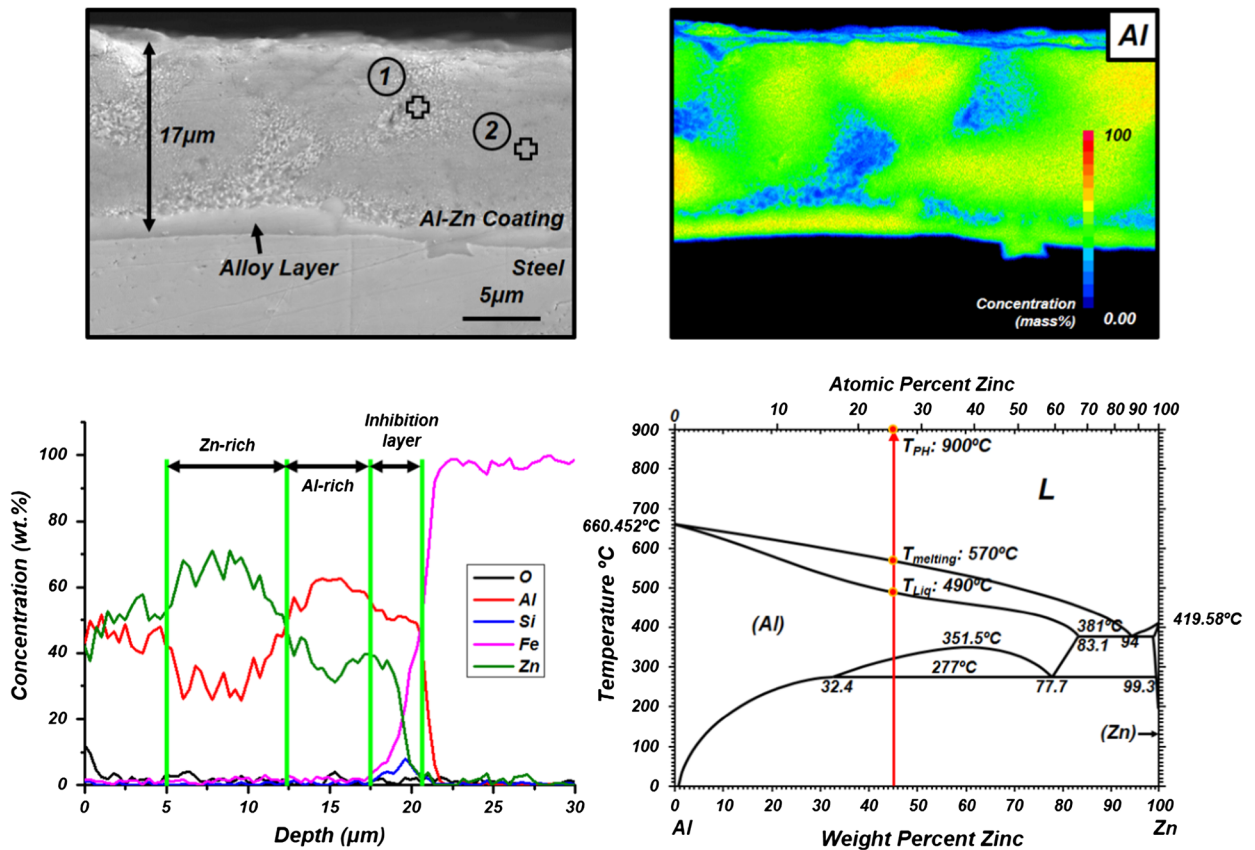 1
2
17μm
Al-Zn Coating
Alloy Layer
Steel
5μm
Al
100
Concentration
(mass%)
0.00
Zn-rich
Inhibition
layer
Al-rich
Concentration (wt.%)
100
80
60
40
20
0
O
Al
Si
Fe
Zn
0 5 10 15 20 25 30
Depth (μm)
Atomic Percent Zinc
0 10 20 30 40 50 60 70 80 90 100
Temperature ºC
900
800
700
600
500
400
300
200
100
0
660.452ºC
T_PH: 900ºC
L
T_melting: 570ºC
T_Liq: 490ºC
419.58ºC
381ºC
83.1 94
(Al)
351.5ºC
277ºC
32.4 77.7 99.3
(Zn)
0 10 20 30 40 50 60 70 80 90 100
Al Weight Percent Zinc Zn